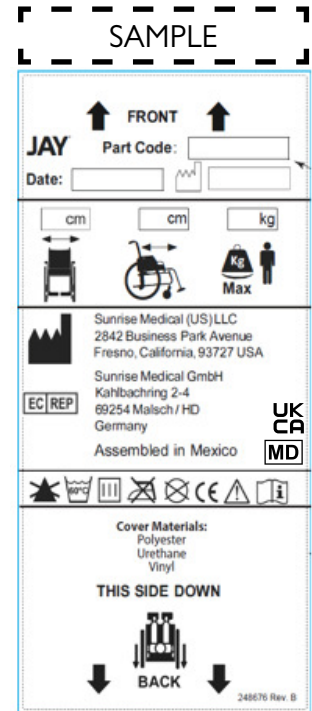 SAMPLE
FRONT
JAY Part Code:
Date:
cm cm kg
Kg
Max
Sunrise Medical (US)LLC
2842 Business Park Avenue
Fresno, California, 93727 USA
Sunrise Medical GmbH
Kahlbachring 2-4
69254 Malsch / HD
Germany
EC REP
UK
CA
Assembled in Mexico
MD
60°C CE i
Cover Materials:
Polyester
Urethane
Vinyl
THIS SIDE DOWN
BACK
248676 Rev. B